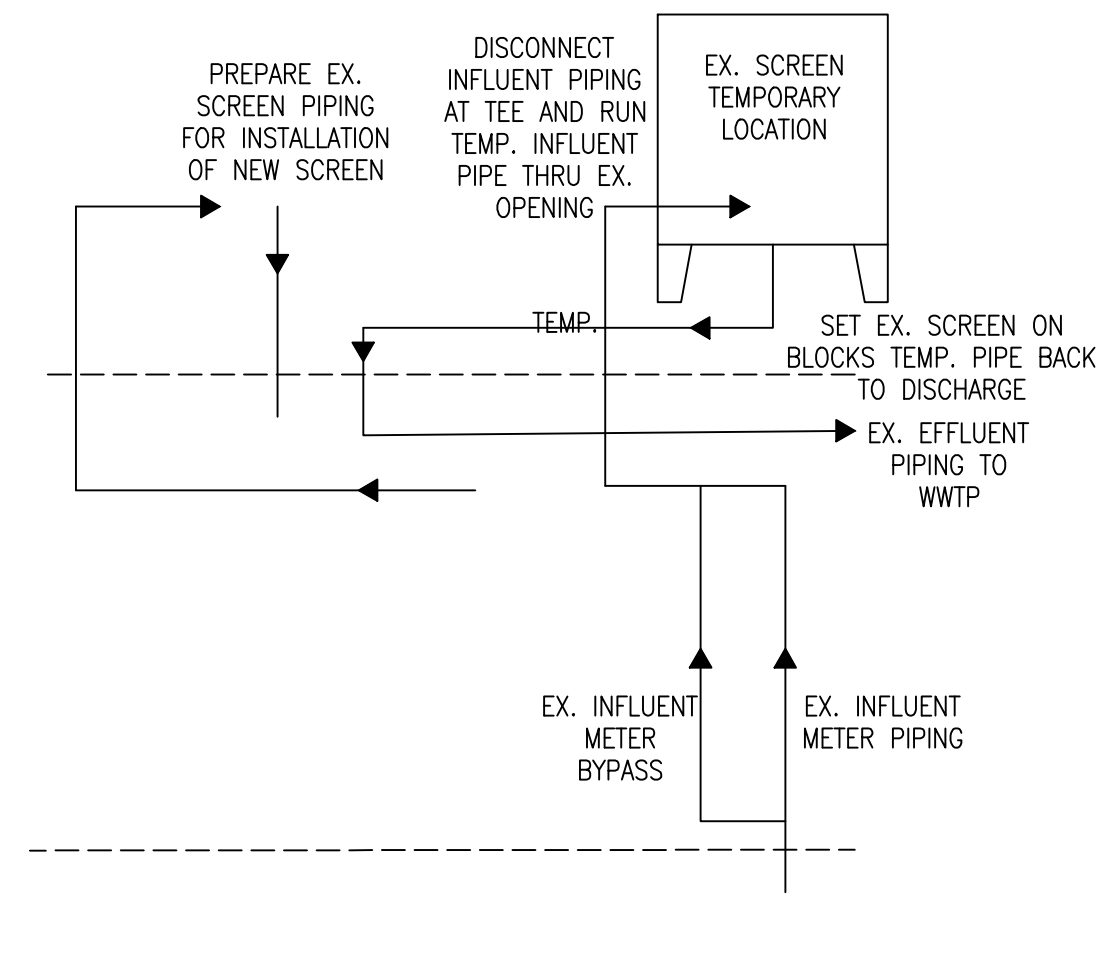 PREPARE EX.
SCREEN PIPING
FOR INSTALLATION
OF NEW SCREEN
DISCONNECT
INFLUENT PIPING
AT TEE AND RUN
TEMP. INFLUENT
PIPE THRU EX.
OPENING
EX. SCREEN
TEMPORARY
LOCATION
TEMP.
SET EX. SCREEN ON
BLOCKS TEMP. PIPE BACK
TO DISCHARGE
EX. EFFLUENT
PIPING TO
WWTP
EX. INFLUENT
METER
BYPASS
EX. INFLUENT
METER PIPING